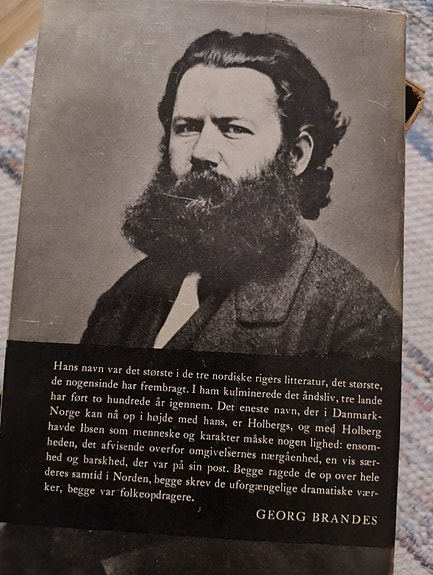 Hans navn var det største i de tre nordiske rigers litteratur, det største,
de nogensinde har frembragt. I ham kulminerede det åndsliv, tre lande
har ført to hundrede år igennem. Det eneste navn, der i Danmark-
Norge kan nå op i højde med hans, er Holbergs, og med Holberg
havde Ibsen som menneske og karakter måske nogen lighed: ensom-
heden, det afvisende overfor omgivelsernes nærgåenhed, en vis sær-
hed og barskhed, der var på sin post. Begge ragede de op over hele
deres samtid i Norden, begge skrev de uforgængelige dramatiske vær-
ker, begge var folkeopdragere.
GEORG BRANDES